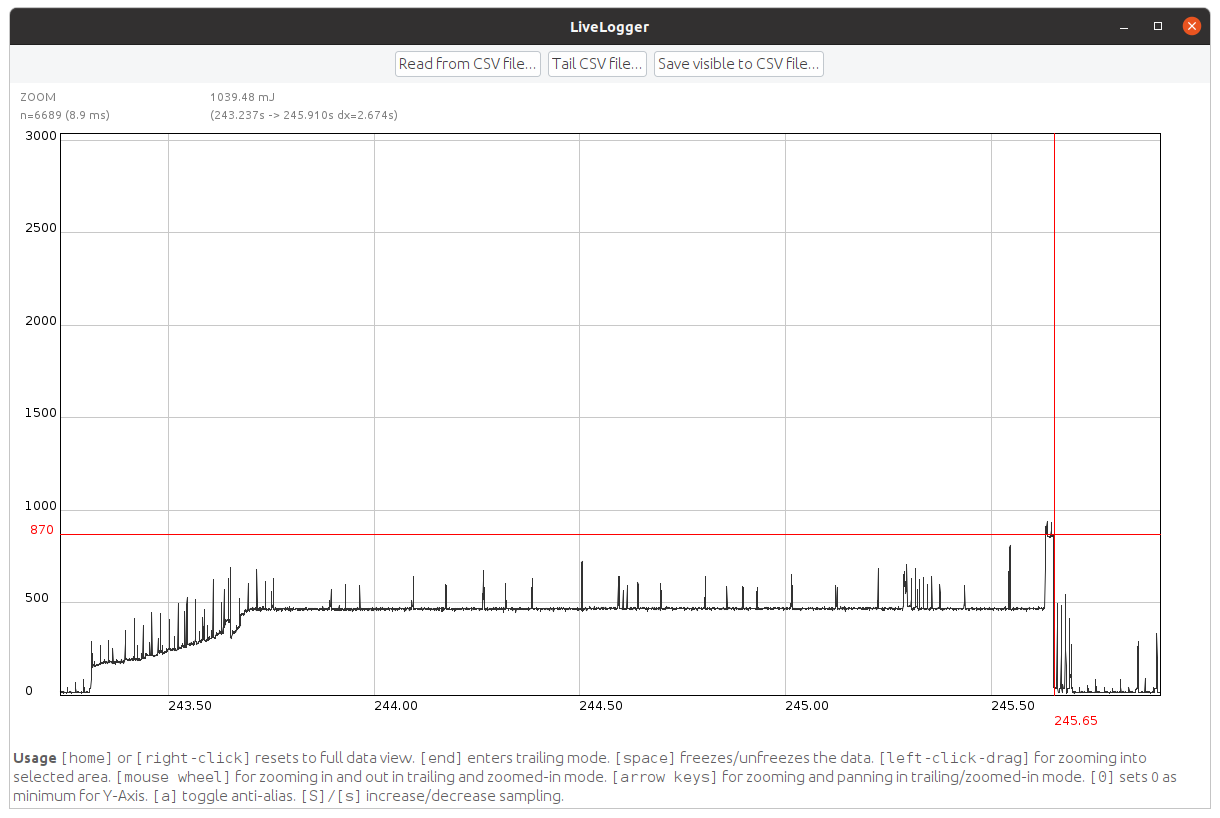 LiveLogger
Read from CSV file... Tail CSV file... Save visible to CSV file...
ZOOM 1039.48 mJ
n=6689 (8.9 ms) (243.237s -> 245.910s dx=2.674s)
3000
2500
2000
1500
1000
870
500
0
243.50 244.00 244.50 245.00 245.50
245.65
Usage [home] or [right-click] resets to full data view. [end] enters trailing mode. [space] freezes/unfreezes the data. [left-click-drag] for zooming into
selected area. [mouse wheel] for zooming in and out in trailing and zoomed-in mode. [arrow keys] for zooming and panning in trailing/zoomed-in mode. [0] sets 0 as
minimum for Y-Axis. [a] toggle anti-alias. [S]/[s] increase/decrease sampling.